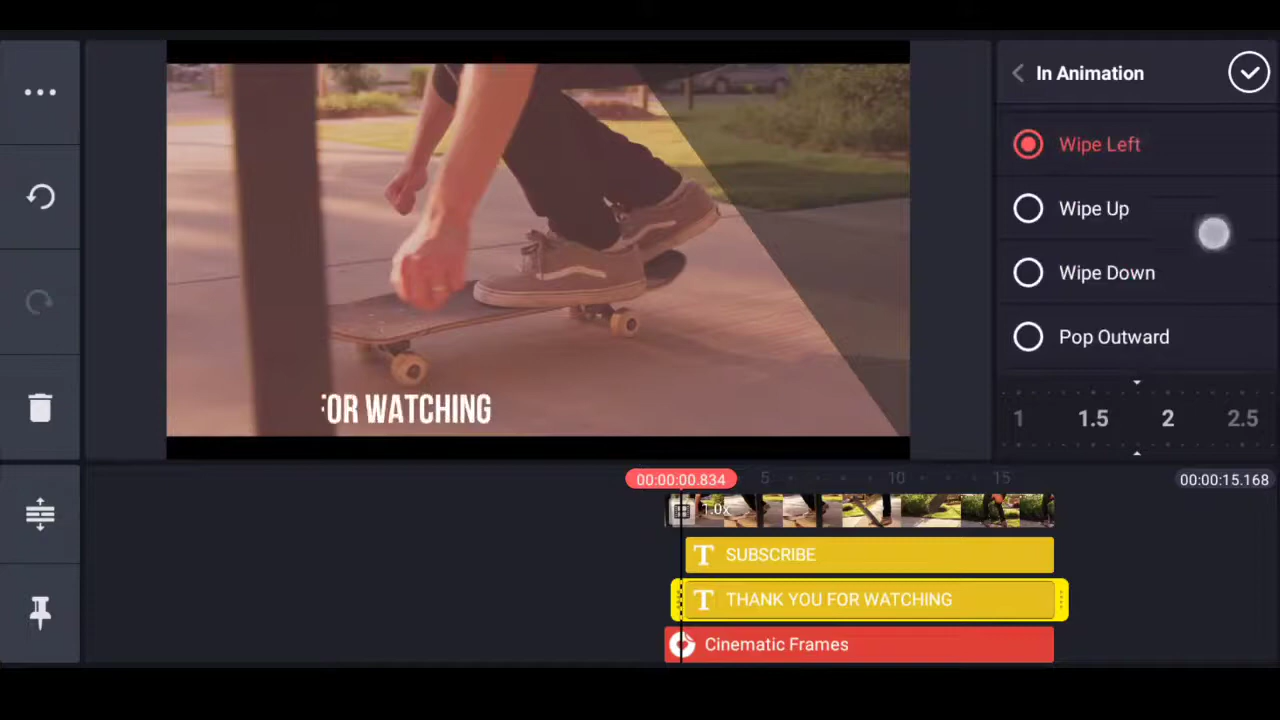 In Animation
Wipe Left
Wipe Up
Wipe Down
Pop Outward
1 1.5 2 2.5
FOR WATCHING
00:00:00.834 5 10 15 00:00:15.168
1.0x
SUBSCRIBE
THANK YOU FOR WATCHING
Cinematic Frames